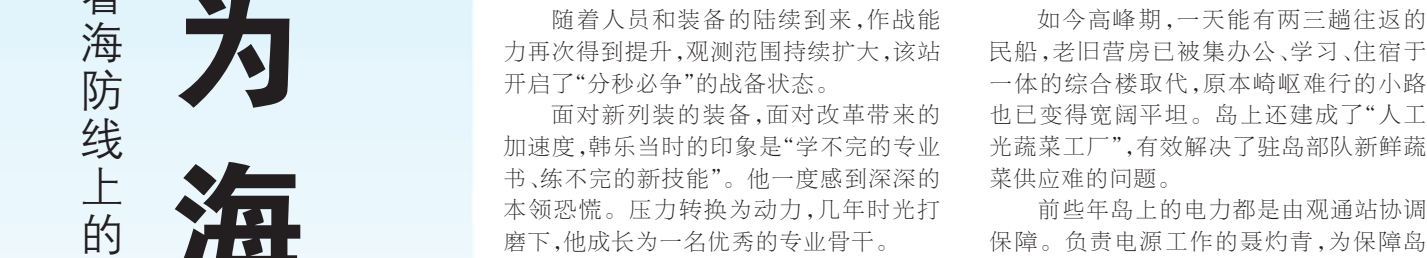 着海防线上的
为海
随着人员和装备的陆续到来，作战能
力再次得到提升，观测范围持续扩大，该站
开启了“分秒必争”的战备状态。
面对新列装的装备，面对改革带来的
加速度，韩乐当时的印象是“学不完的专业
书、练不完的新技能”。他一度感到深深的
本领恐慌。压力转换为动力，几年时光打
磨下，他成长为一名优秀的专业骨干。
如今高峰期，一天能有两三趟往返的
民船，老旧营房已被集办公、学习、住宿于
一体的综合楼取代，原本崎岖难行的小路
也已变得宽阔平坦。岛上还建成了“人工
光蔬菜工厂”，有效解决了驻岛部队新鲜蔬
菜供应难的问题。
前些年岛上的电力都是由观通站协调
保障。负责电源工作的聂灼青，为保障岛